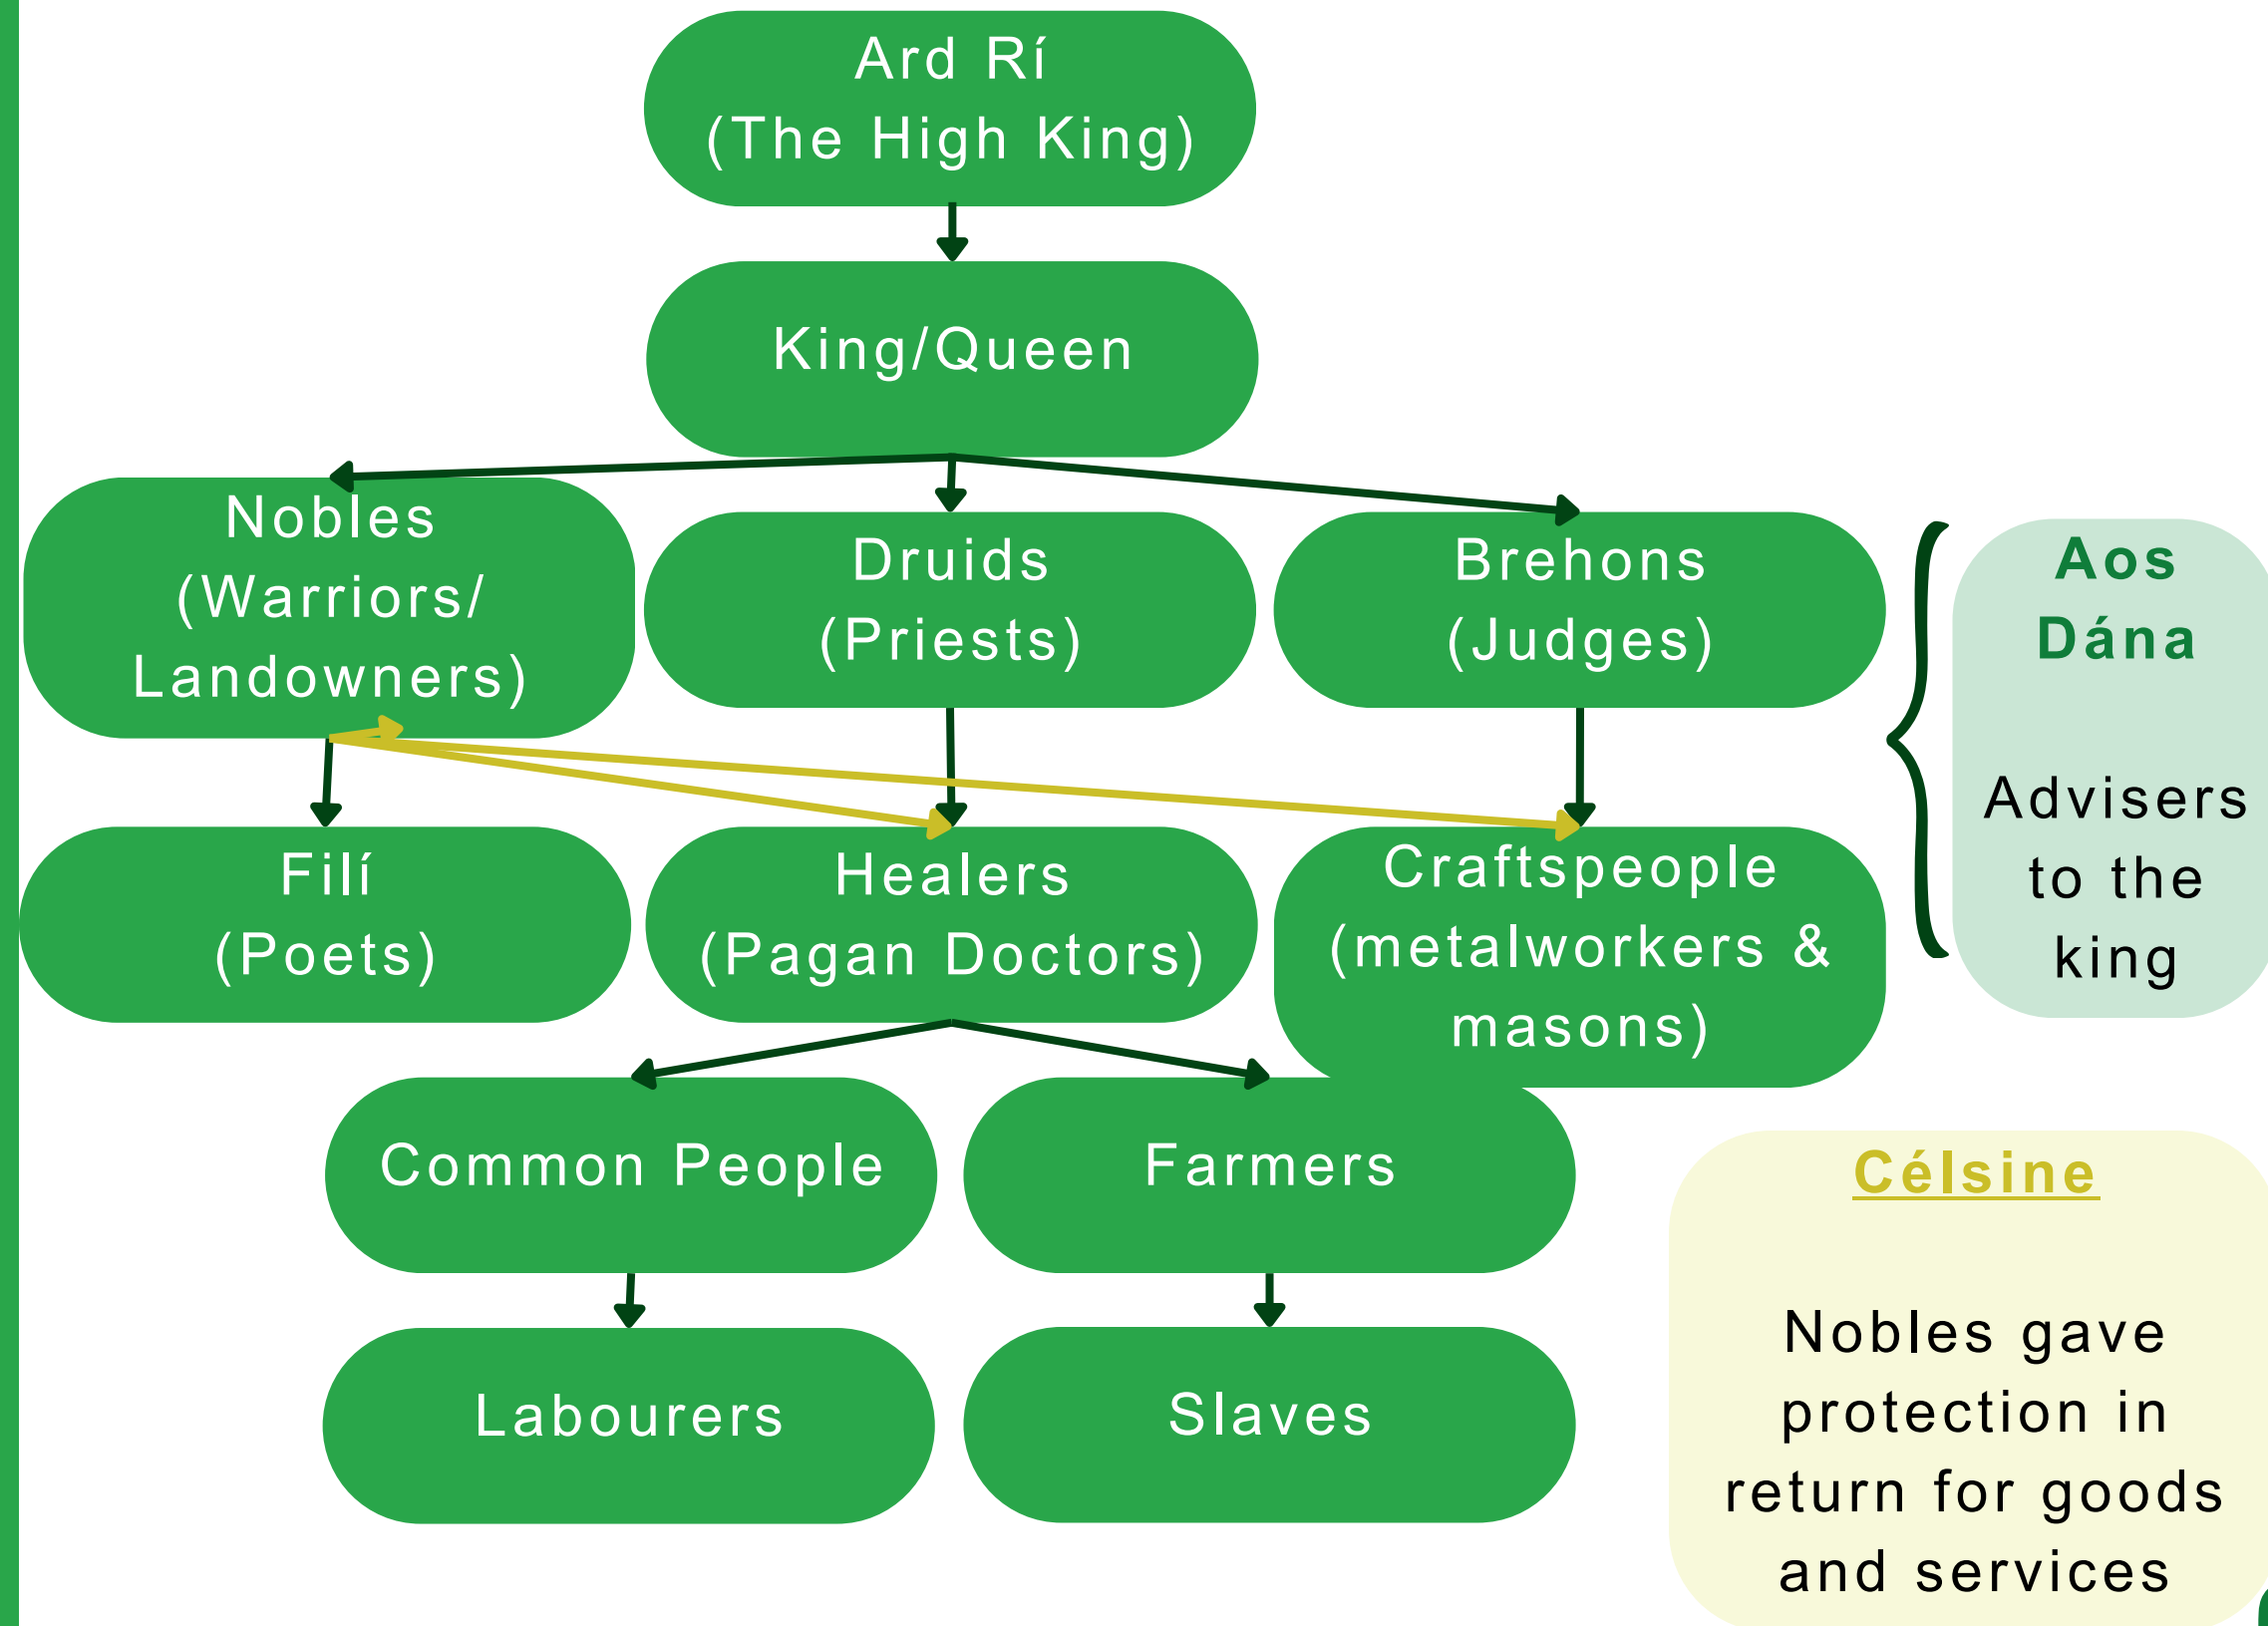 Ard Rí
(The High King)
King/Queen
Nobles
(Warriors/
Landowners)
Druids
(Priests)
Brehons
(Judges)
Aos
Dána
Advisers
to the
king
Filí
(Poets)
Healers
(Pagan Doctors)
Craftspeople
(metalworkers &
masons)
Common People
Farmers
Labourers
Slaves
Célsine
Nobles gave
protection in
return for goods
and services